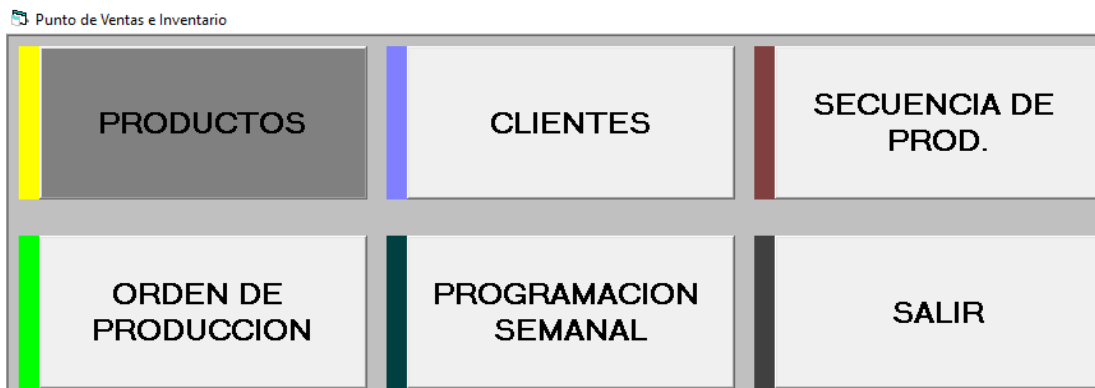 Punto de Ventas e Inventario
PRODUCTOS
CLIENTES
SECUENCIA DE
PROD.
ORDEN DE
PRODUCCION
PROGRAMACION
SEMANAL
SALIR